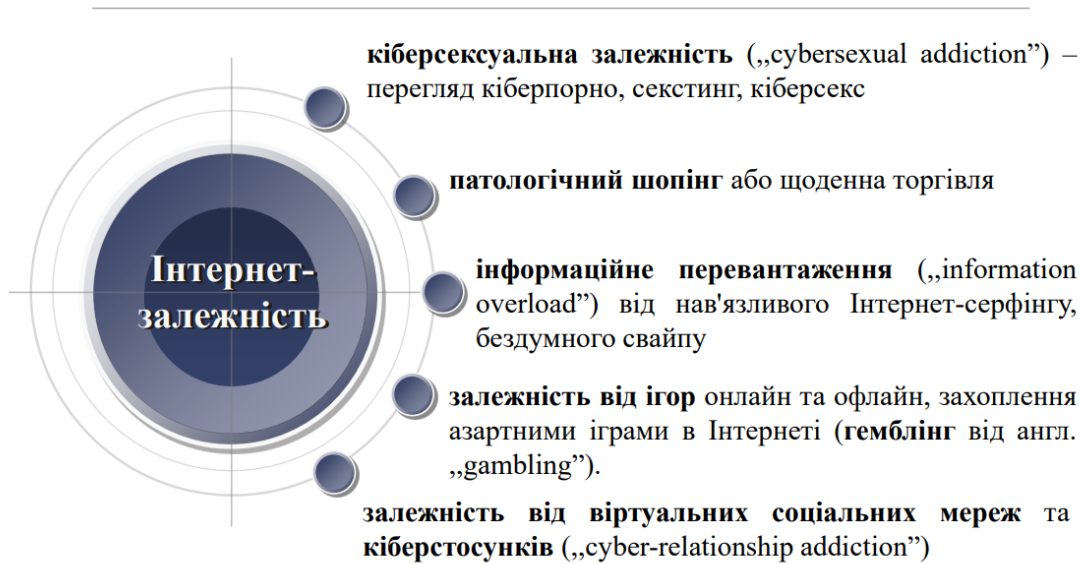 кіберсексуальна залежність (,,cybersexual addiction”) –
перегляд кіберпорно, секстинг, кіберсекс
патологічний шопінг або щоденна торгівля
Інтернет-
залежність
інформаційне перевантаження (,,information
overload”) від нав'язливого Інтернет-серфінгу,
бездумного свайпу
залежність від ігор онлайн та офлайн, захоплення
азартними іграми в Інтернеті (гемблінг від англ.
,,gambling”).
залежність від віртуальних соціальних мереж та
кіберстосунків (,,cyber-relationship addiction”)